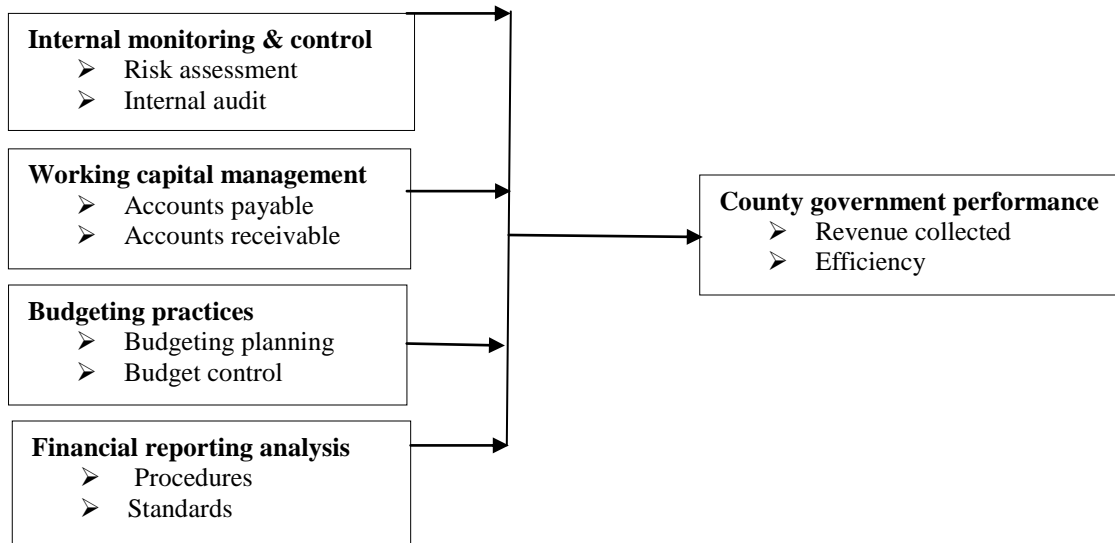 Internal monitoring & control
➢ Risk assessment
➢ Internal audit
Working capital management
➢ Accounts payable
➢ Accounts receivable
Budgeting practices
➢ Budgeting planning
➢ Budget control
Financial reporting analysis
➢ Procedures
➢ Standards
County government performance
➢ Revenue collected
➢ Efficiency